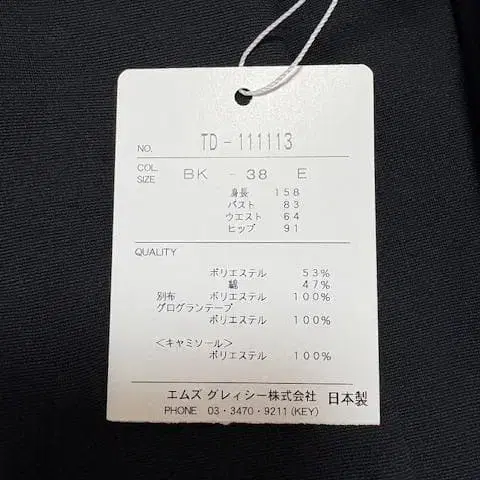 NO. TD-111113
COL. SIZE BK - 38 E
身長 158
バスト 83
ウエスト 64
ヒップ 91
QUALITY
ポリエステル 53%
綿 47%
別布 ポリエステル 100%
グログランテープ
ポリエステル 100%
<キャミソール>
ポリエステル 100%
エムズ グレィシー株式会社 日本製
PHONE 03・3470・9211(KEY)